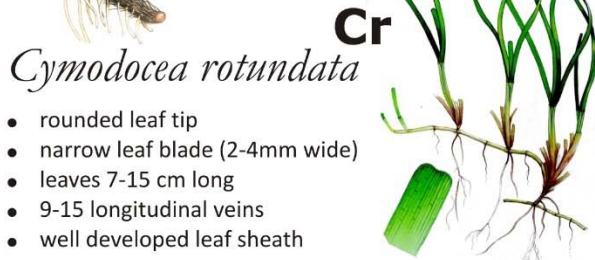 Cr
Cymodocea rotundata
• rounded leaf tip
• narrow leaf blade (2-4mm wide)
• leaves 7-15 cm long
• 9-15 longitudinal veins
• well developed leaf sheath